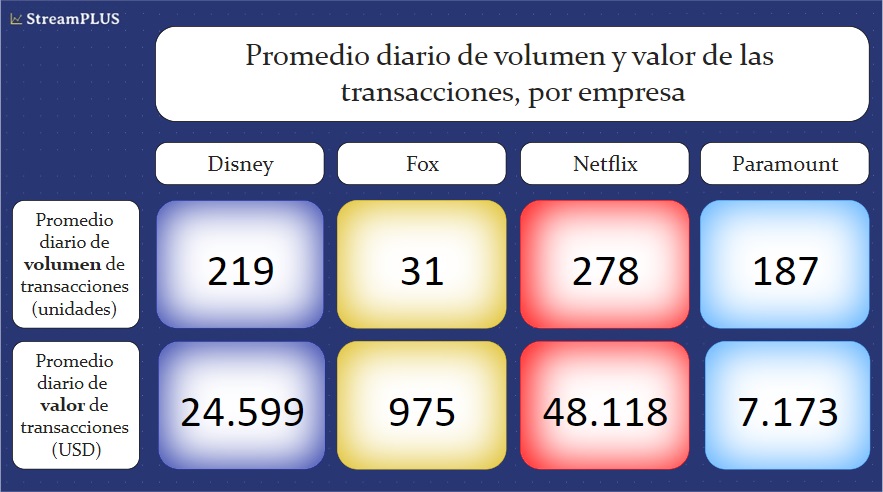 StreamPLUS
Promedio diario de volumen y valor de las
transacciones, por empresa
Disney
Fox
Netflix
Paramount
Promedio
diario de
volumen de
transacciones
(unidades)
219
31
278
187
Promedio
diario de
valor de
transacciones
(USD)
24.599
975
48.118
7.173